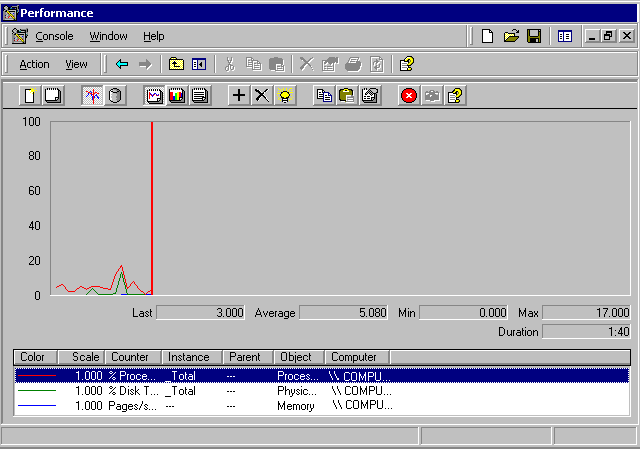 Performance
Console Window Help
Action View
100
80
60
40
20
0
Last 3.000 Average 5.080 Min 0.000 Max 17.000
Duration 1:40
Color Scale Counter Instance Parent Object Computer
1.000 % Proce... _Total --- Proces... \\ COMPU...
1.000 % Disk T... _Total --- Physic... \\ COMPU...
1.000 Pages/s... --- --- Memory \\ COMPU...